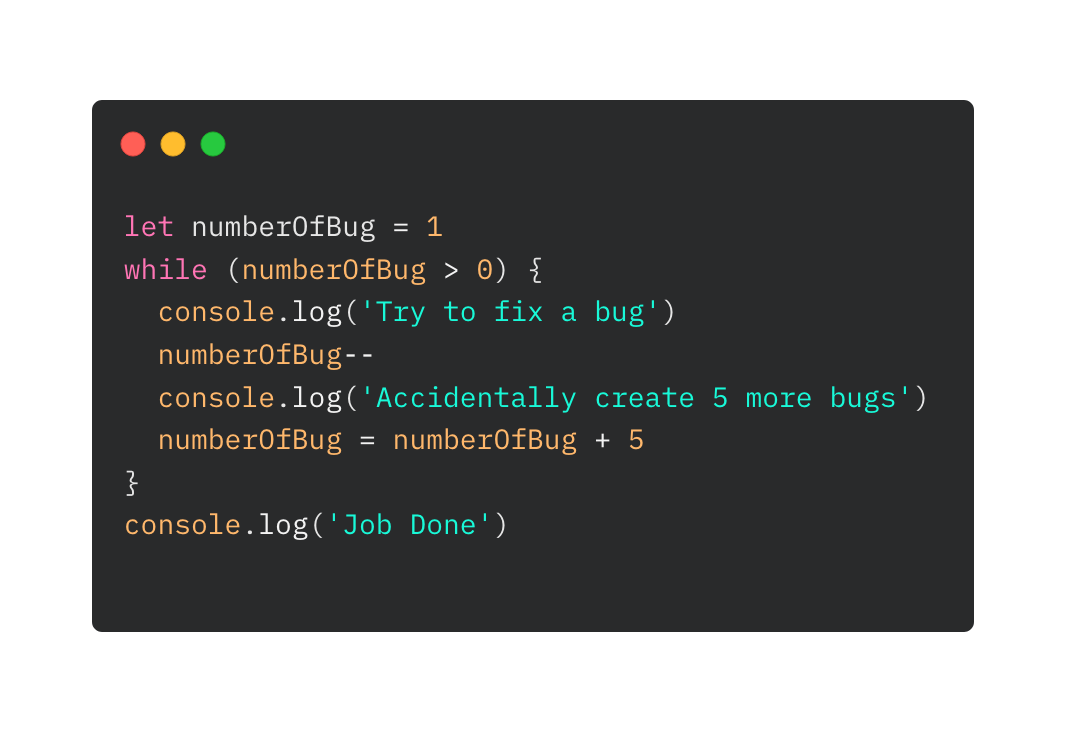 let numberOfBug = 1
while (numberOfBug > 0) {
  console.log('Try to fix a bug')
  numberOfBug--
  console.log('Accidentally create 5 more bugs')
  numberOfBug = numberOfBug + 5
}
console.log('Job Done')